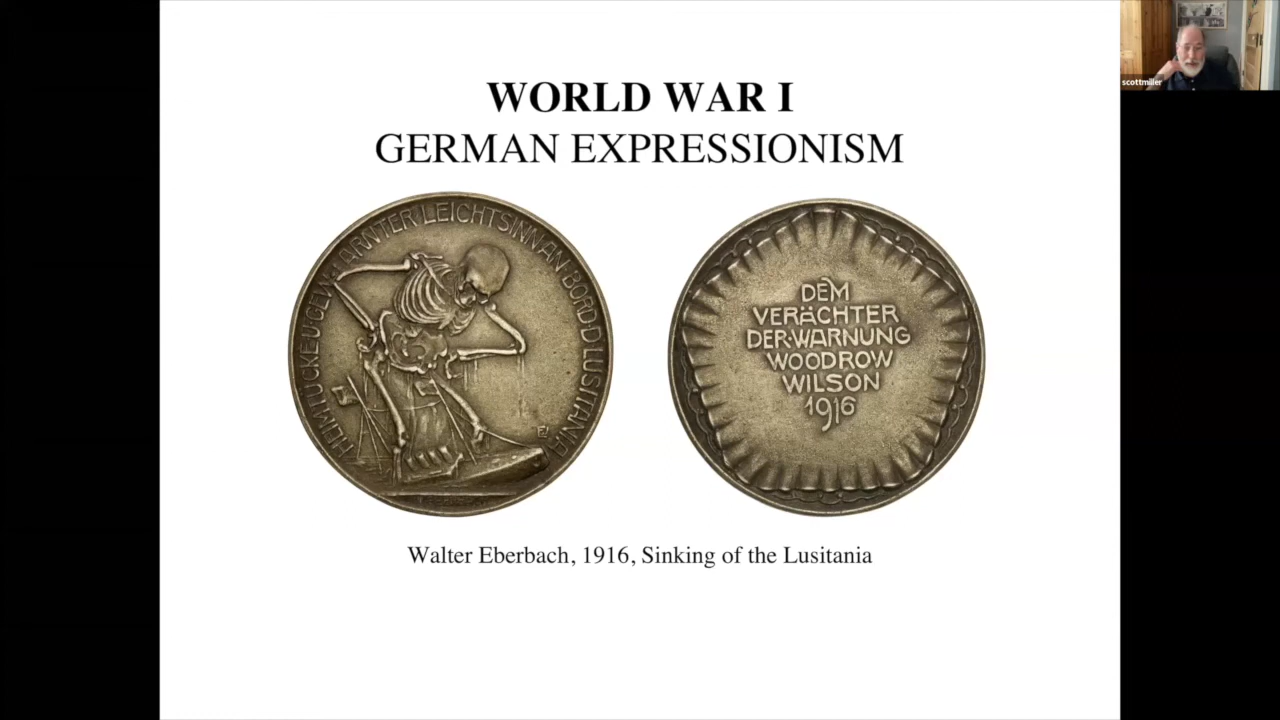 WORLD WAR I
GERMAN EXPRESSIONISM
LEICHTSINN AN · BORD · D LUSITANIA
DEM
VERÄCHTER
DER·WARNUNG
WOODROW
WILSON
1916
Walter Eberbach, 1916, Sinking of the Lusitania
scottmiller